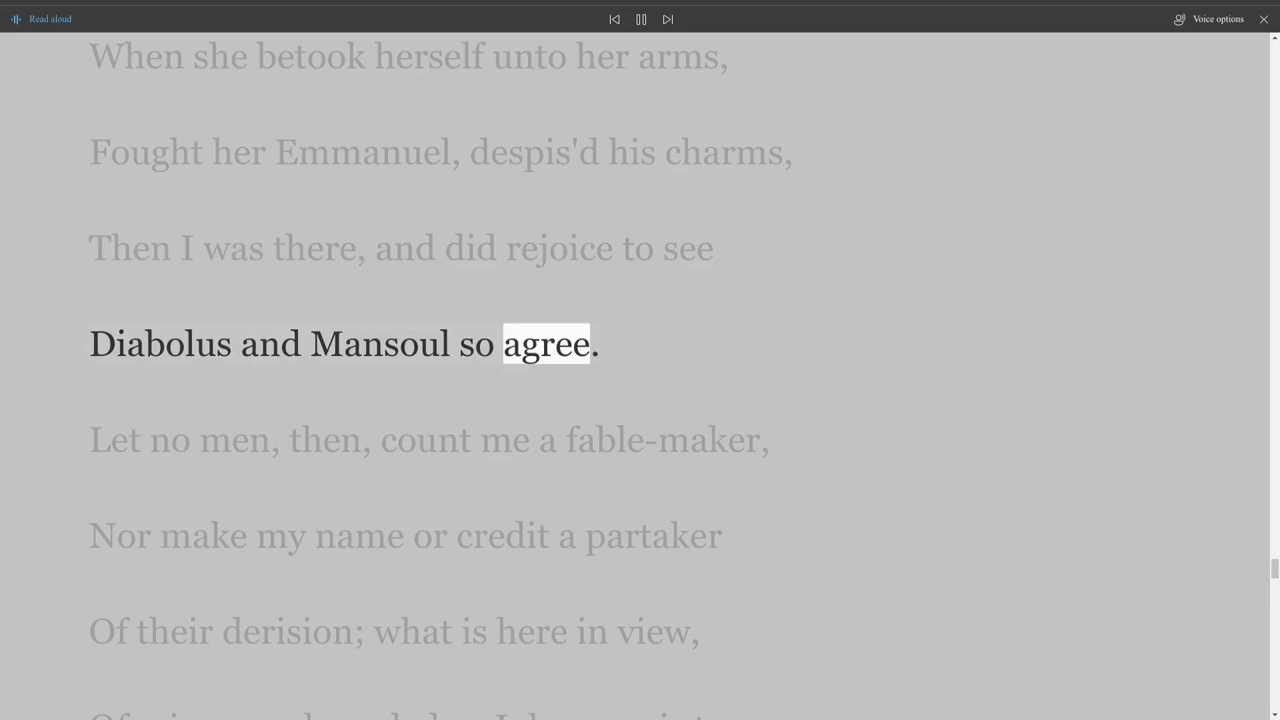 Read aloud
Voice options
When she betook herself unto her arms,
Fought her Emmanuel, despis'd his charms,
Then I was there, and did rejoice to see
Diabolus and Mansoul so agree.
Let no men, then, count me a fable-maker,
Nor make my name or credit a partaker
Of their derision; what is here in view,